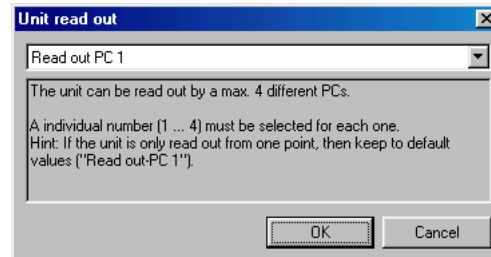 Unit read out
Read out PC 1
The unit can be read out by a max. 4 different PCs.
A individual number (1 ... 4) must be selected for each one.
Hint: If the unit is only read out from one point, then keep to default
values ("Read out-PC 1").
OK
Cancel